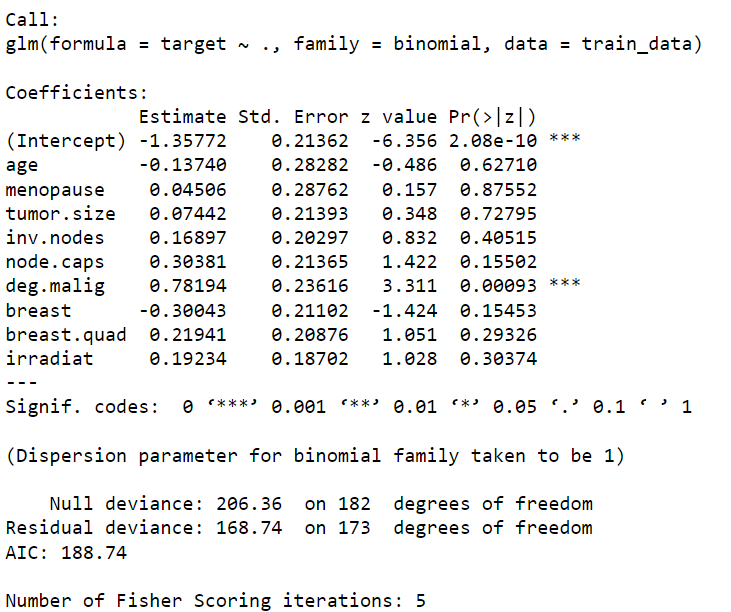 Call:
glm(formula = target ~ ., family = binomial, data = train_data)

Coefficients:
            Estimate Std. Error z value Pr(>|z|)
(Intercept) -1.35772    0.21362  -6.356 2.08e-10 ***
age         -0.13740    0.28282  -0.486  0.62710
menopause    0.04506    0.28762   0.157  0.87552
tumor.size   0.07442    0.21393   0.348  0.72795
inv.nodes    0.16897    0.20297   0.832  0.40515
node.caps    0.30381    0.21365   1.422  0.15502
deg.malig    0.78194    0.23616   3.311  0.00093 ***
breast      -0.30043    0.21102  -1.424  0.15453
breast.quad  0.21941    0.20876   1.051  0.29326
irradiat     0.19234    0.18702   1.028  0.30374
---
Signif. codes:  0 ‘***’ 0.001 ‘**’ 0.01 ‘*’ 0.05 ‘.’ 0.1 ‘ ’ 1

(Dispersion parameter for binomial family taken to be 1)

    Null deviance: 206.36  on 182  degrees of freedom
Residual deviance: 168.74  on 173  degrees of freedom
AIC: 188.74

Number of Fisher Scoring iterations: 5